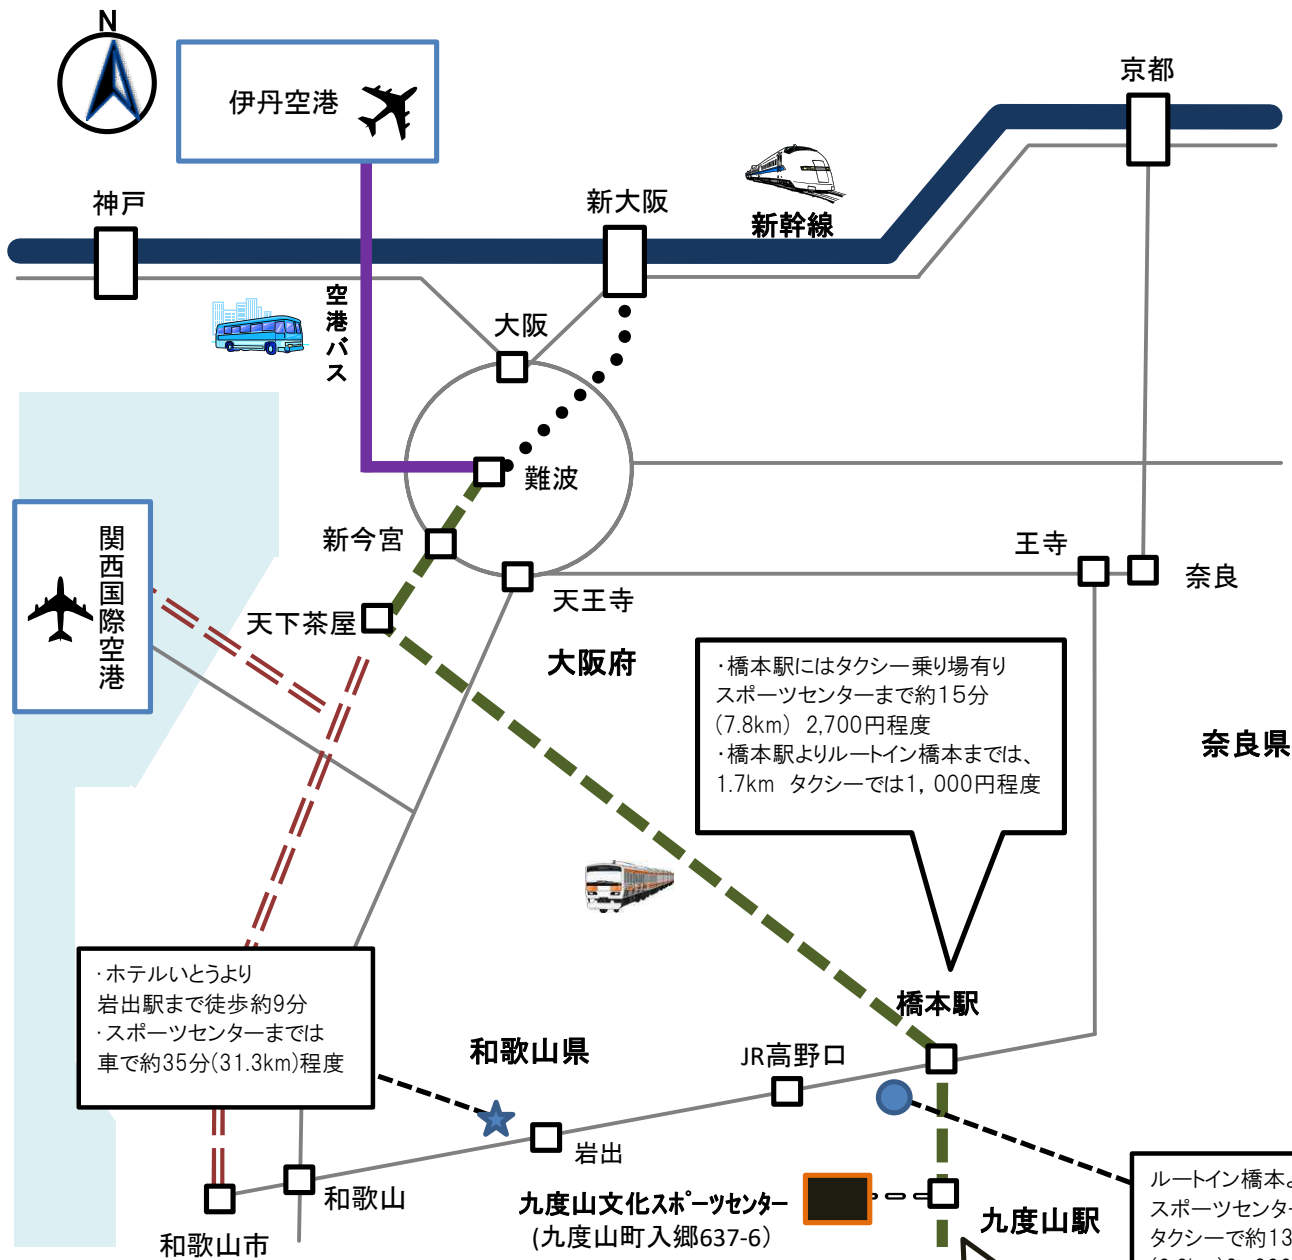 N
伊丹空港
京都
神戸
新大阪
新幹線
空港バス
大阪
難波
関西国際空港
新今宮
王寺
奈良
天王寺
天下茶屋
大阪府
・橋本駅にはタクシー乗り場有り
スポーツセンターまで約15分
(7.8km) 2,700円程度
・橋本駅よりルートイン橋本までは、
1.7km タクシーでは1,000円程度
奈良県
・ホテルいとうより
岩出駅まで徒歩約9分
・スポーツセンターまでは
車で約35分(31.3km)程度
橋本駅
和歌山県
JR高野口
岩出
和歌山
和歌山市
九度山文化スポーツセンター
(九度山町入郷637-6)
九度山駅
ルートイン橋本よ
スポーツセンター
タクシーで約13